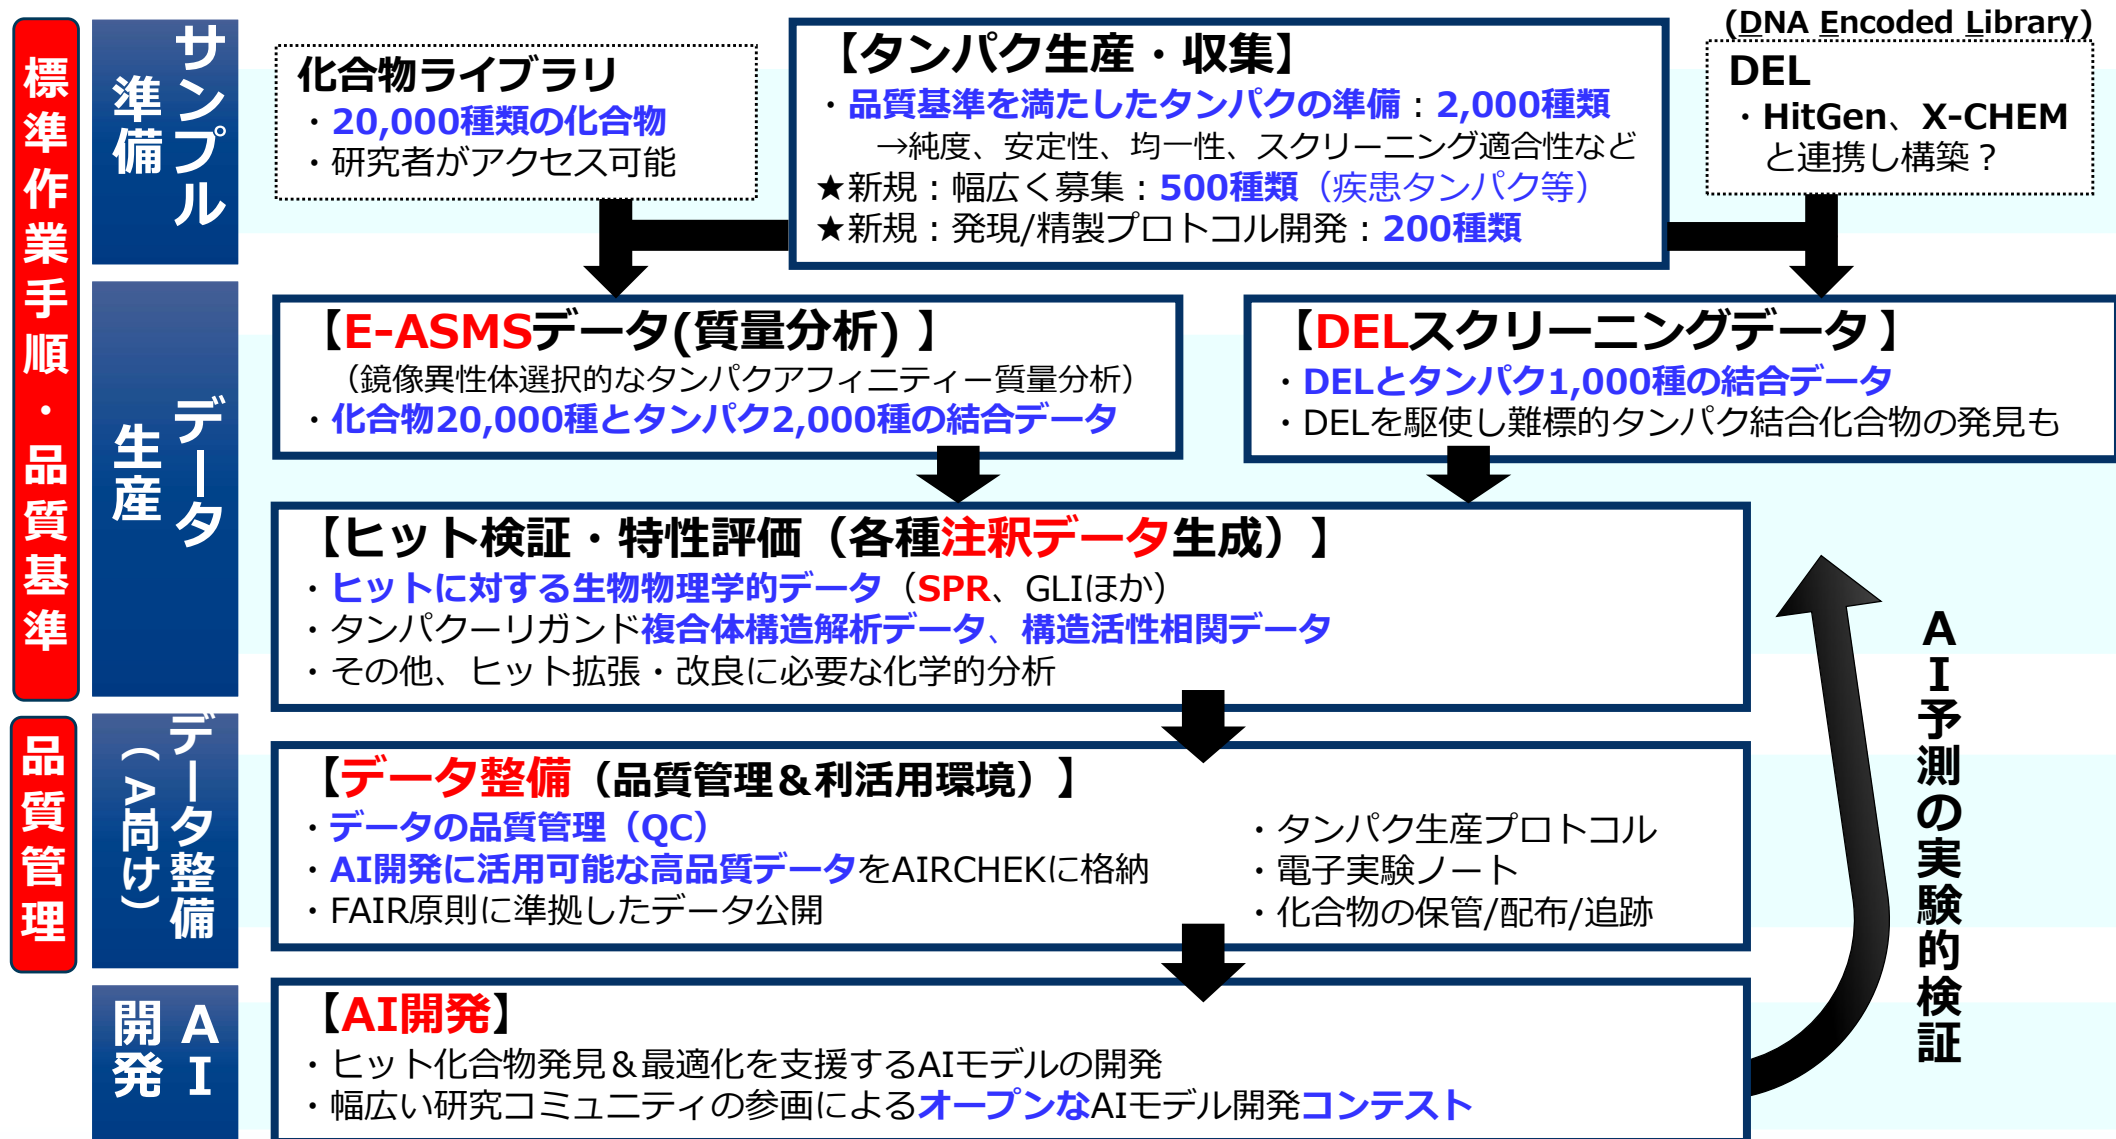 標準作業手順・品質基準
品質管理
サンプル
準備
化合物ライブラリ
・20,000種類の化合物
・研究者がアクセス可能
【タンパク生産・収集】
・品質基準を満たしたタンパクの準備：2,000種類
→純度、安定性、均一性、スクリーニング適合性など
★新規：幅広く募集：500種類（疾患タンパク等）
★新規：発現/精製プロトコル開発：200種類
(DNA Encoded Library)
DEL
・HitGen、X-CHEM
と連携し構築？
データ
生産
【E-ASMSデータ(質量分析) 】
（鏡像異性体選択的なタンパクアフィニティー質量分析）
・化合物20,000種とタンパク2,000種の結合データ
【DELスクリーニングデータ】
・DELとタンパク1,000種の結合データ
・DELを駆使し難標的タンパク結合化合物の発見も
【ヒット検証・特性評価（各種注釈データ生成）】
・ヒットに対する生物物理学的データ（SPR、GLIほか）
・タンパクーリガンド複合体構造解析データ、構造活性相関データ
・その他、ヒット拡張・改良に必要な化学的分析
データ整備
（AI向け）
【データ整備（品質管理＆利活用環境）】
・データの品質管理（QC）
・AI開発に活用可能な高品質データをAIRCHEKに格納
・FAIR原則に準拠したデータ公開
・タンパク生産プロトコル
・電子実験ノート
・化合物の保管/配布/追跡
AI
開発
【AI開発】
・ヒット化合物発見＆最適化を支援するAIモデルの開発
・幅広い研究コミュニティの参画によるオープンなAIモデル開発コンテスト
AI予測の実験的検証